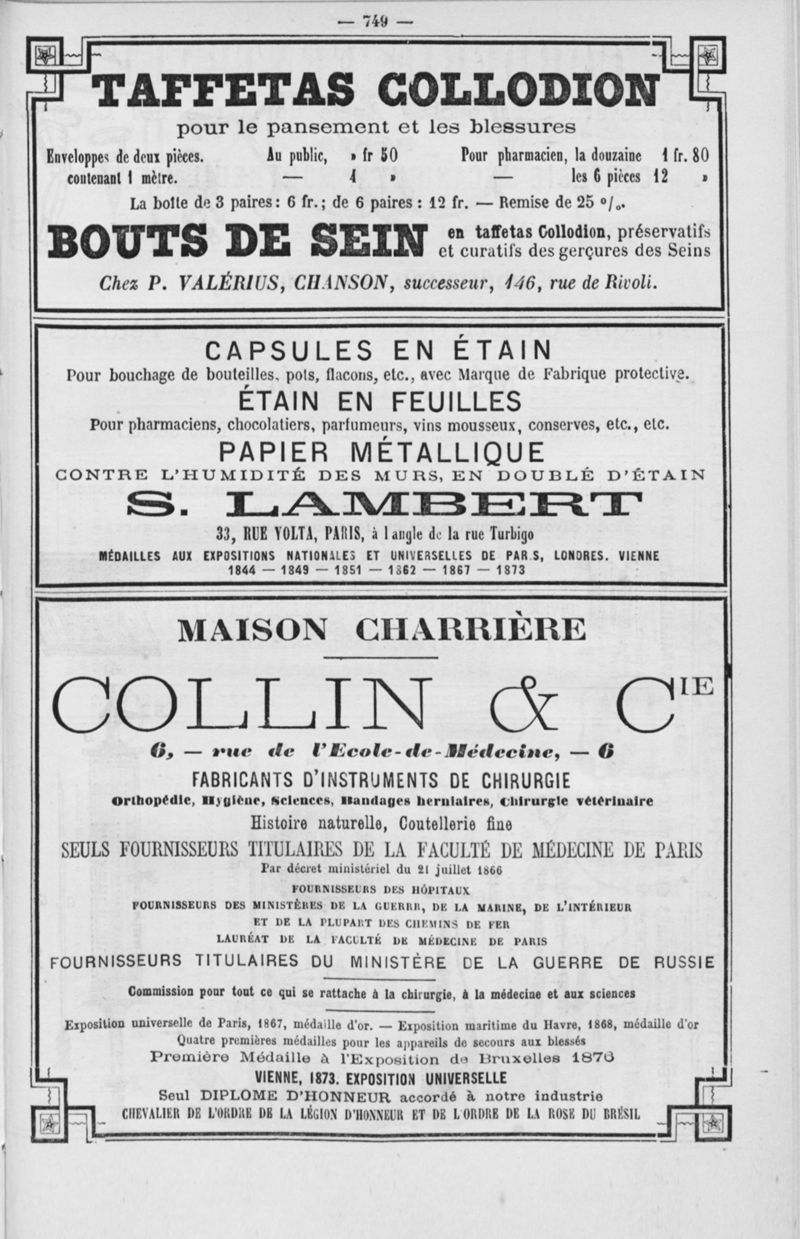 — 749 —
TAFFETAS COLLODION
pour le pansement et les blessures
Enveloppes de deux pièces. Au public, » fr 50 Pour pharmacien, la douzaine 1 fr. 80
contenant 1 mètre. — 4 » — les 6 pièces 12 »
La boîte de 3 paires : 6 fr. ; de 6 paires : 12 fr. — Remise de 25 %.
BOUTS DE SEIN en taffetas Collodion, préservatifs
et curatifs des gerçures des Seins
Chez P. VALÉRIUS, CHANSON, successeur, 146, rue de Rivoli.
CAPSULES EN ÉTAIN
Pour bouchage de bouteilles, pots, flacons, etc., avec Marque de Fabrique protective.
ÉTAIN EN FEUILLES
Pour pharmaciens, chocolatiers, parfumeurs, vins mousseux, conserves, etc., etc.
PAPIER MÉTALLIQUE
CONTRE L'HUMIDITÉ DES MURS, EN DOUBLÉ D'ÉTAIN
S. LAMBERT
33, RUE VOLTA, PARIS, à l angle de la rue Turbigo
MÉDAILLES AUX EXPOSITIONS NATIONALES ET UNIVERSELLES DE PAR.S, LONDRES. VIENNE
1844 — 1849 — 1851 — 1862 — 1867 — 1873
MAISON CHARRIÈRE
COLLIN & CIE
6, — rue de l'Ecole-de-Médecine, — 6
FABRICANTS D'INSTRUMENTS DE CHIRURGIE
Orthopédie, Hygiène, Sciences, Bandages herniaires, Chirurgie vétérinaire
Histoire naturelle, Coutellerie fine
SEULS FOURNISSEURS TITULAIRES DE LA FACULTÉ DE MÉDECINE DE PARIS
Par décret ministériel du 21 juillet 1866
FOURNISSEURS DES HÔPITAUX
FOURNISSEURS DES MINISTÈRES DE LA GUERRR, DE LA MARINE, DE L'INTÉRIEUR
ET DE LA PLUPART DES CHEMINS DE FER
LAURÉAT DE LA FACULTÉ DE MÉDECINE DE PARIS
FOURNISSEURS TITULAIRES DU MINISTÈRE DE LA GUERRE DE RUSSIE
Commission pour tout ce qui se rattache à la chirurgie, à la médecine et aux sciences
Exposition universelle de Paris, 1867, médaille d'or. — Exposition maritime du Havre, 1868, médaille d'or
Quatre premières médailles pour les appareils de secours aux blessés
Première Médaille à l'Exposition de Bruxelles 1876
VIENNE, 1873. EXPOSITION UNIVERSELLE
Seul DIPLOME D'HONNEUR accordé à notre industrie
CHEVALIER DE L'ORDRE DE LA LÉGION D'HONNEUR ET DE L'ORDRE DE LA ROSE DU BRÉSIL